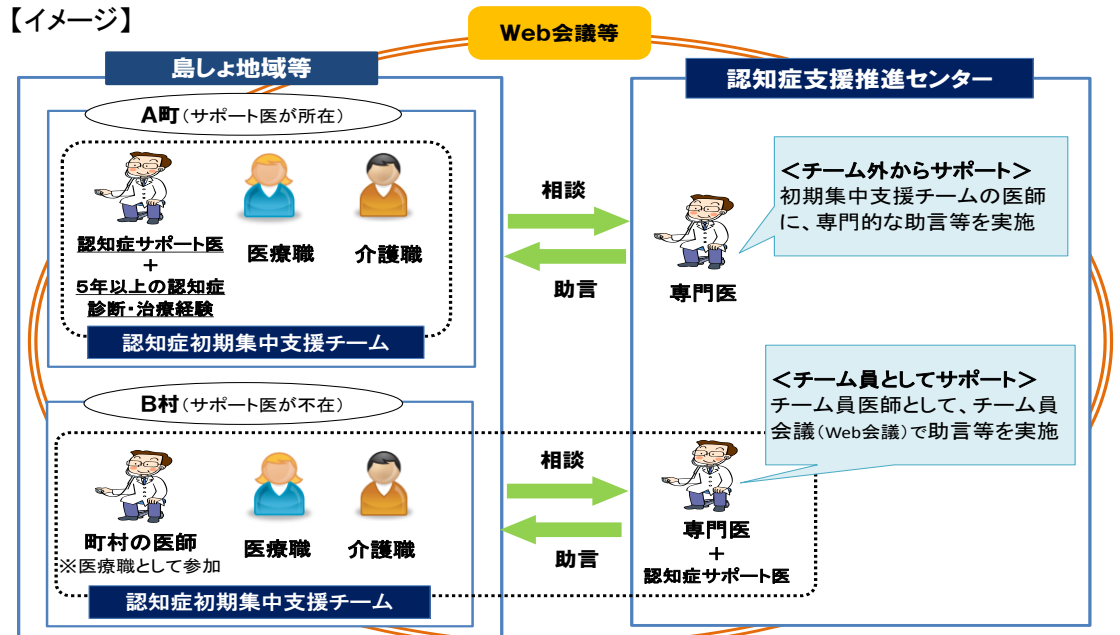 【イメージ】
Web会議等
島しょ地域等
A町(サポート医が所在)
認知症サポート医
+
5年以上の認知症
診断・治療経験
医療職
介護職
認知症初期集中支援チーム
相談
助言
認知症支援推進センター
専門医
<チーム外からサポート>
初期集中支援チームの医師
に、専門的な助言等を実施
B村(サポート医が不在)
町村の医師
※医療職として参加
医療職
介護職
認知症初期集中支援チーム
相談
助言
専門医
+
認知症サポート医
<チーム員としてサポート>
チーム員医師として、チーム員
会議(Web会議)で助言等を実施